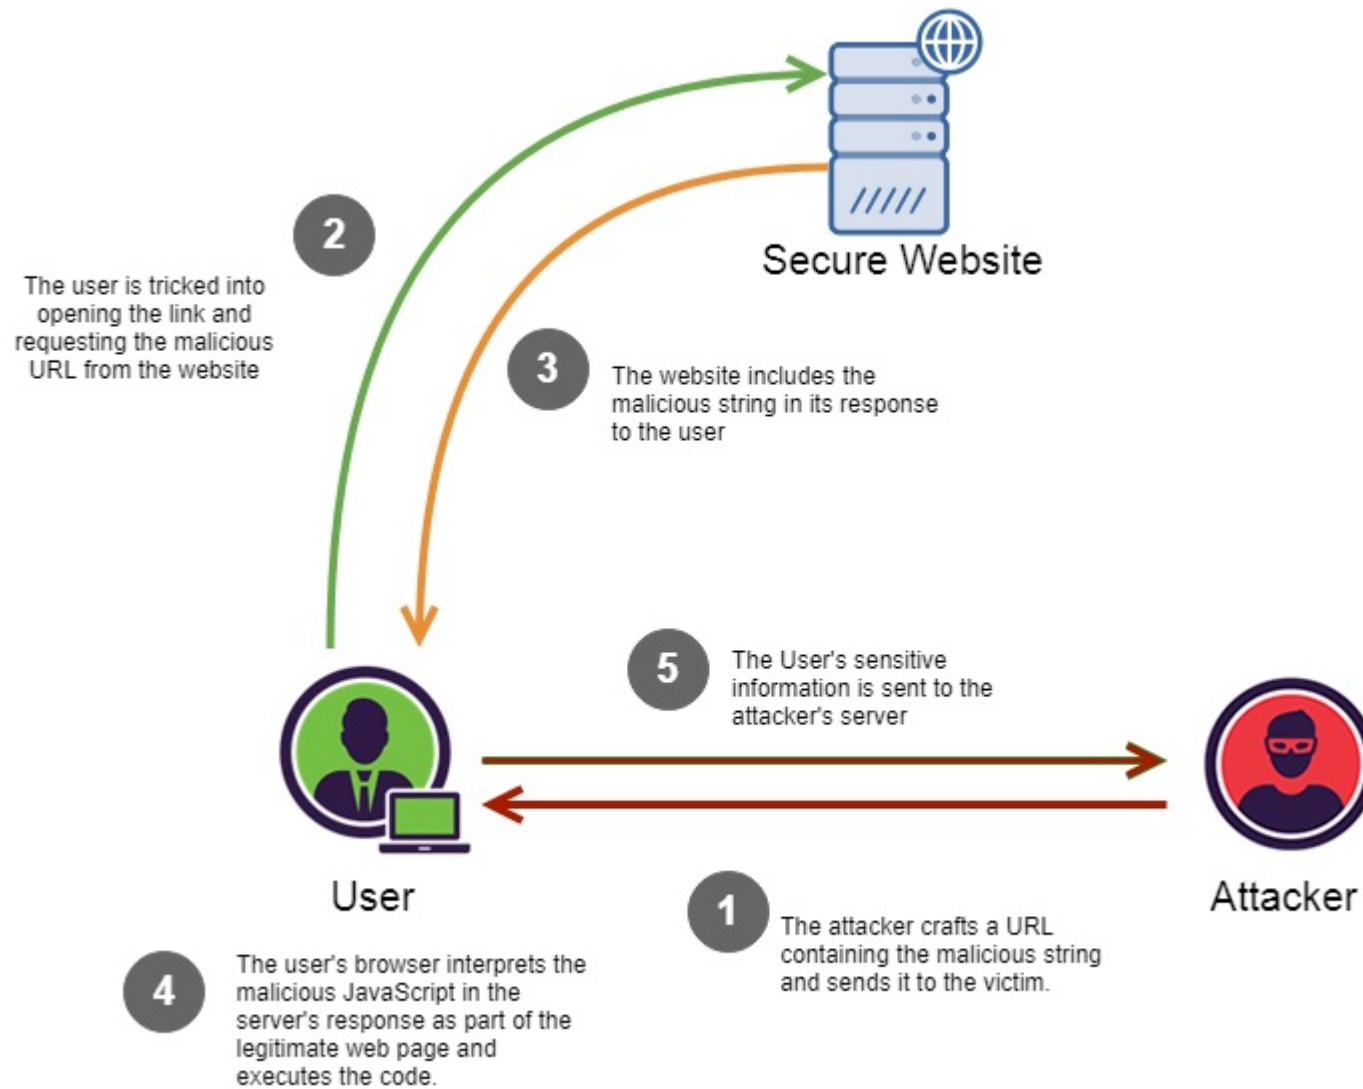 Secure Website
2
The user is tricked into
opening the link and
requesting the malicious
URL from the website
3
The website includes the
malicious string in its response
to the user
5
The User's sensitive
information is sent to the
attacker's server
User
Attacker
1
The attacker crafts a URL
containing the malicious string
and sends it to the victim.
4
The user's browser interprets the
malicious JavaScript in the
server's response as part of the
legitimate web page and
executes the code.